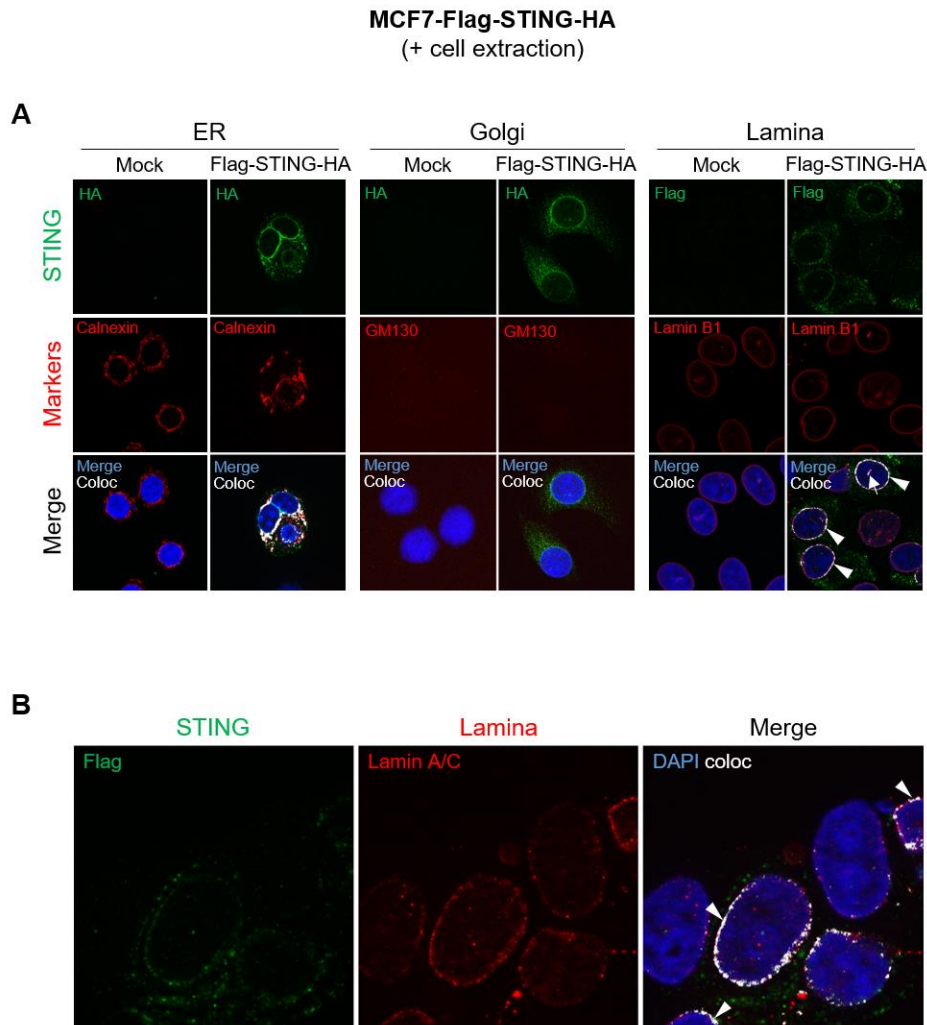 MCF7-Flag-STING-HA
(+ cell extraction)
A
ER Golgi Lamina
Mock Flag-STING-HA Mock Flag-STING-HA Mock Flag-STING-HA
STING
HA HA HA HA Flag Flag
Markers
Calnexin Calnexin GM130 GM130 Lamin B1 Lamin B1
Merge
Merge Merge Merge Merge Merge Merge
Coloc Coloc Coloc Coloc Coloc Coloc
B
STING Lamina Merge
Flag Lamin A/C DAPI coloc